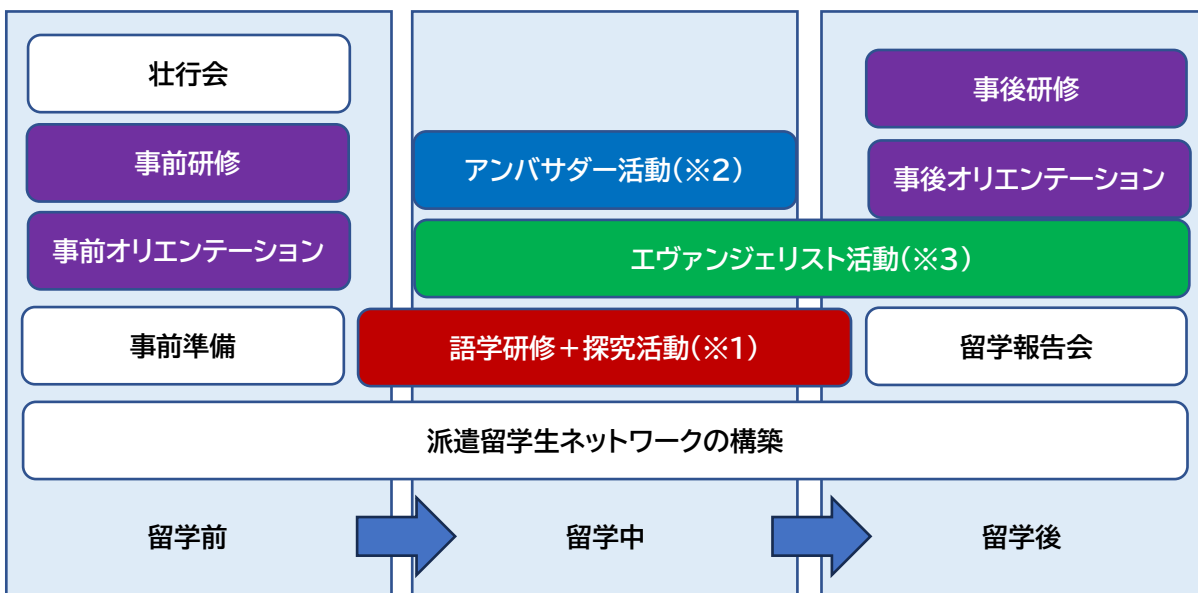 壮行会
事前研修
事前オリエンテーション
事前準備
アンバサダー活動(※2)
エヴァンジェリスト活動(※3)
語学研修＋探究活動(※1)
事後研修
事後オリエンテーション
留学報告会
派遣留学生ネットワークの構築
留学前
留学中
留学後